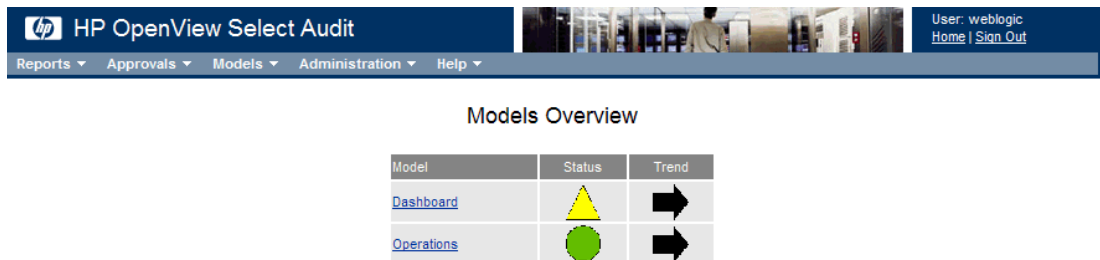 hp HP OpenView Select Audit
User: weblogic
Home | Sign Out
Reports Approvals Models Administration Help
Models Overview
Model Status Trend
Dashboard
Operations